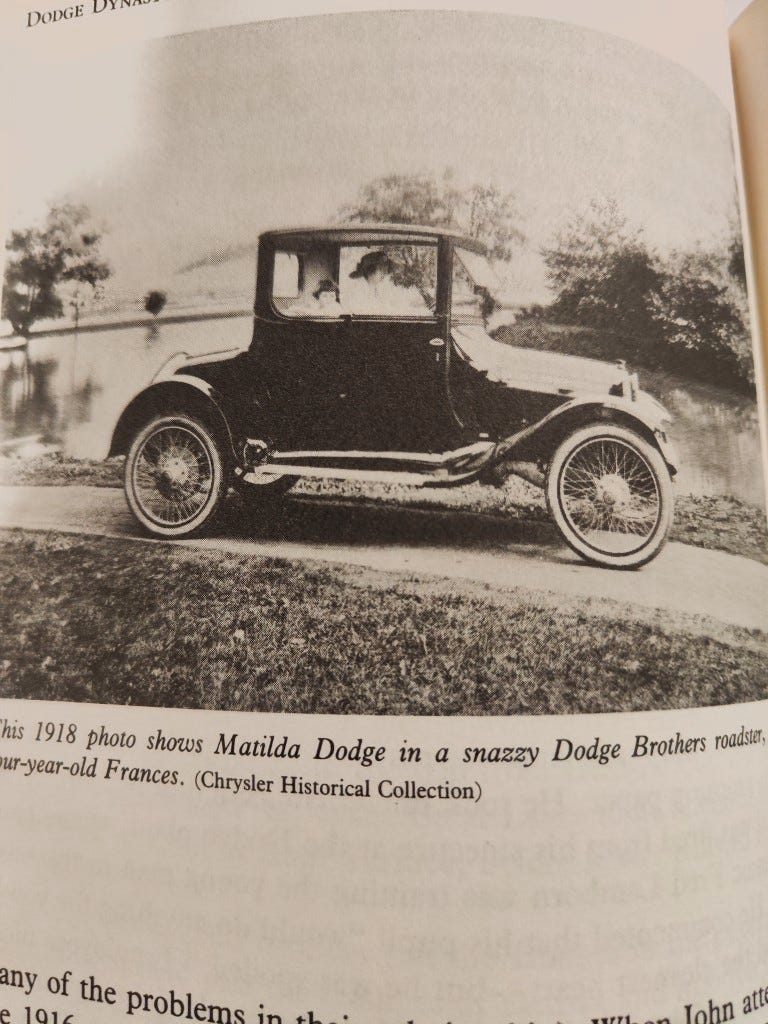 DODGE DYNAS
This 1918 photo shows Matilda Dodge in a snazzy Dodge Brothers roadster,
our-year-old Frances. (Chrysler Historical Collection)
any of the problems in When John atte
e 1916